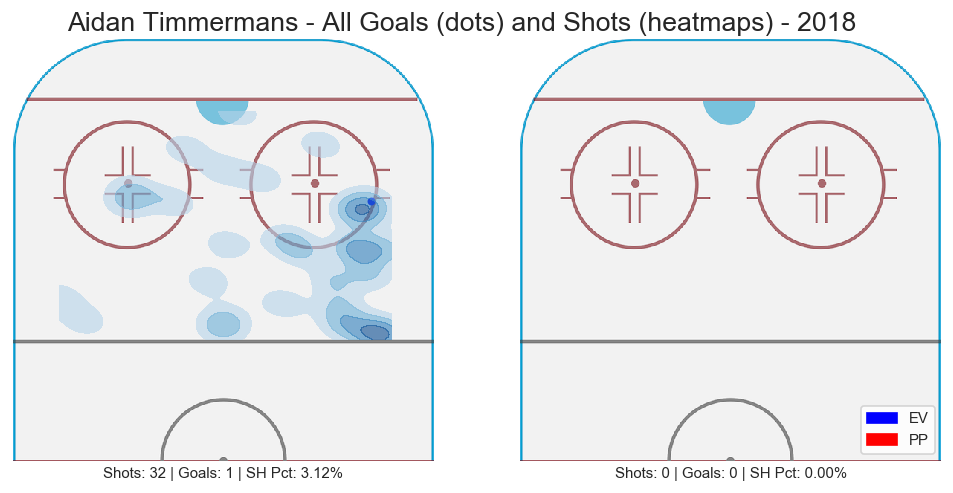 Aidan Timmermans - All Goals (dots) and Shots (heatmaps) - 2018
EV
PP
Shots: 32 | Goals: 1 | SH Pct: 3.12%
Shots: 0 | Goals: 0 | SH Pct: 0.00%